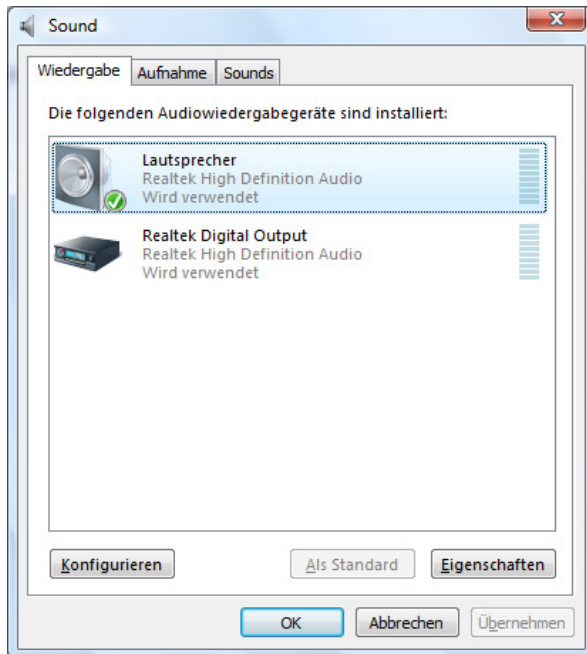 Sound
Wiedergabe Aufnahme Sounds
Die folgenden Audiowiedergabegeräte sind installiert:
Lautsprecher
Realtek High Definition Audio
Wird verwendet
Realtek Digital Output
Realtek High Definition Audio
Wird verwendet
Konfigurieren Als Standard Eigenschaften
OK Abbrechen Übernehmen